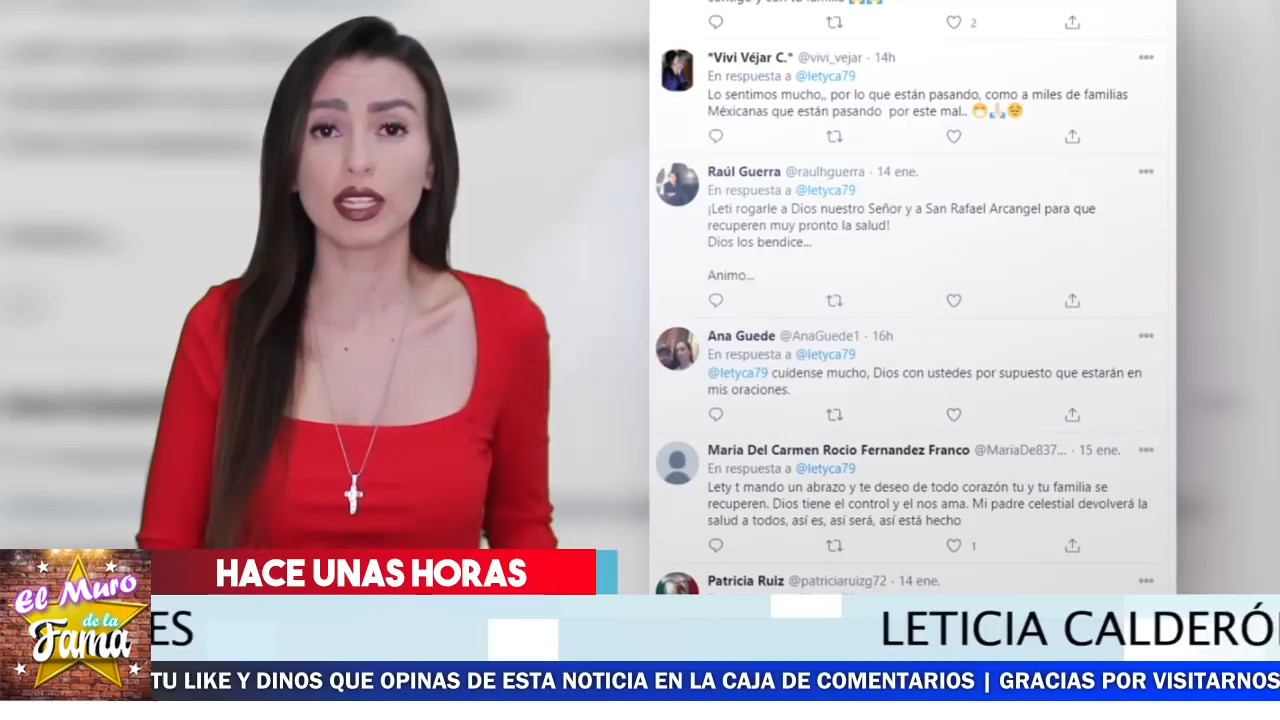 contigo y con tu familia
2
*Vivi Véjar C.* @vivi_vejar · 14h
En respuesta a @letyca79
Lo sentimos mucho,, por lo que están pasando, como a miles de familias
Méxicanas que están pasando por este mal..
Raúl Guerra @raulhguerra · 14 ene.
En respuesta a @letyca79
¡Leti rogarle a Dios nuestro Señor y a San Rafael Arcangel para que
recuperen muy pronto la salud!
Dios los bendice...
Animo...
Ana Guede @AnaGuede1 · 16h
En respuesta a @letyca79
@letyca79 cuídense mucho, Dios con ustedes por supuesto que estarán en
mis oraciones.
Maria Del Carmen Rocio Fernandez Franco @MariaDe837... · 15 ene.
En respuesta a @letyca79
Lety t mando un abrazo y te deseo de todo corazón tu y tu familia se
recuperen. Dios tiene el control y el nos ama. Mi padre celestial devolverá la
salud a todos, así es, así será, así está hecho
1
Patricia Ruiz @patriciaruizg72 · 14 ene.
HACE UNAS HORAS
El Muro
de la
Fama
ES
LETICIA CALDERÓ
TU LIKE Y DINOS QUE OPINAS DE ESTA NOTICIA EN LA CAJA DE COMENTARIOS | GRACIAS POR VISITARNOS